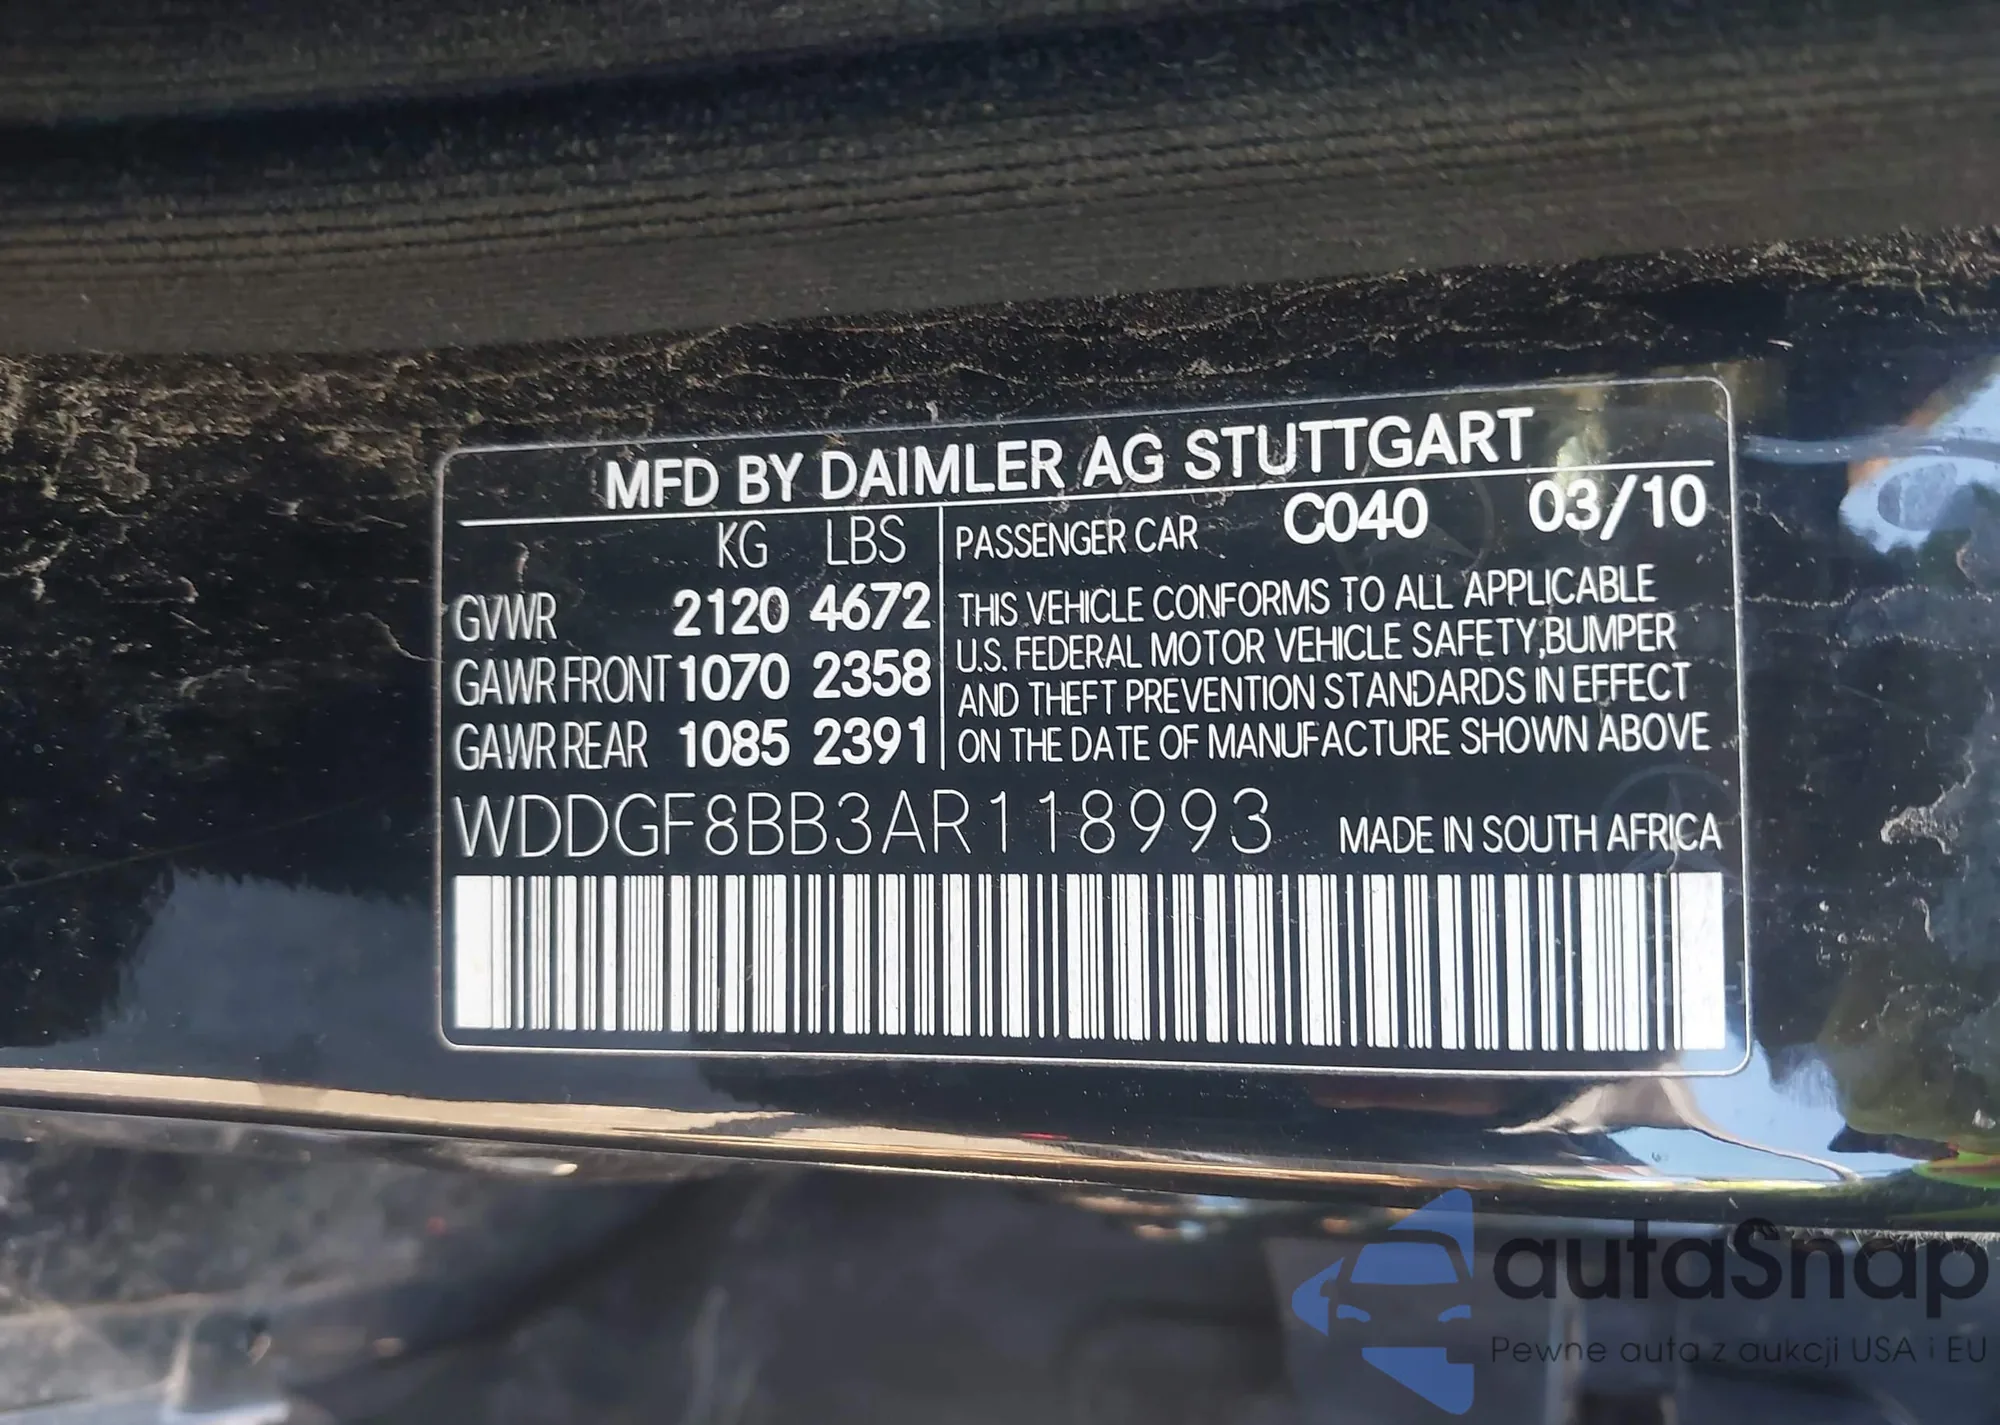 MFD BY DAIMLER AG STUTTGART
KG LBS
GVWR 2120 4672
GAWR FRONT 1070 2358
GAWR REAR 1085 2391
PASSENGER CAR C040 03/10
THIS VEHICLE CONFORMS TO ALL APPLICABLE
U.S. FEDERAL MOTOR VEHICLE SAFETY,BUMPER
AND THEFT PREVENTION STANDARDS IN EFFECT
ON THE DATE OF MANUFACTURE SHOWN ABOVE
WDDGF8BB3AR118993 MADE IN SOUTH AFRICA
autaSnap
Pewne auta z aukcji USA i EU